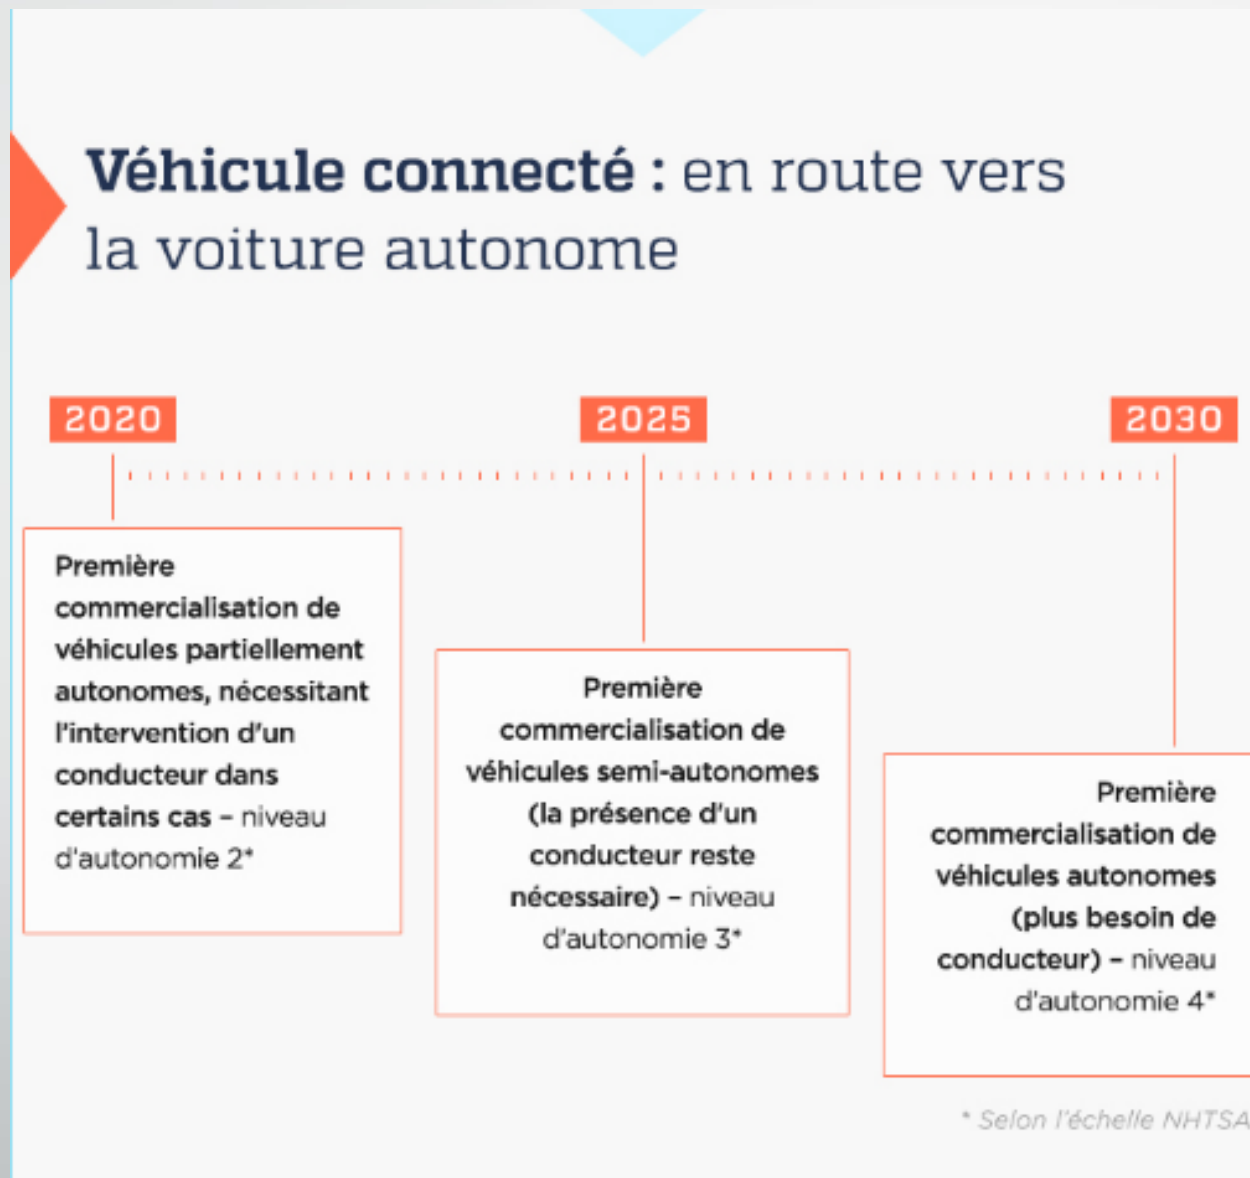 Véhicule connecté : en route vers
la voiture autonome
2020
2025
2030
Première
commercialisation de
véhicules partiellement
autonomes, nécessitant
l'intervention d'un
conducteur dans
certains cas – niveau
d'autonomie 2*
Première
commercialisation de
véhicules semi-autonomes
(la présence d'un
conducteur reste
nécessaire) – niveau
d'autonomie 3*
Première
commercialisation de
véhicules autonomes
(plus besoin de
conducteur) – niveau
d'autonomie 4*
* Selon l'échelle NHTSA